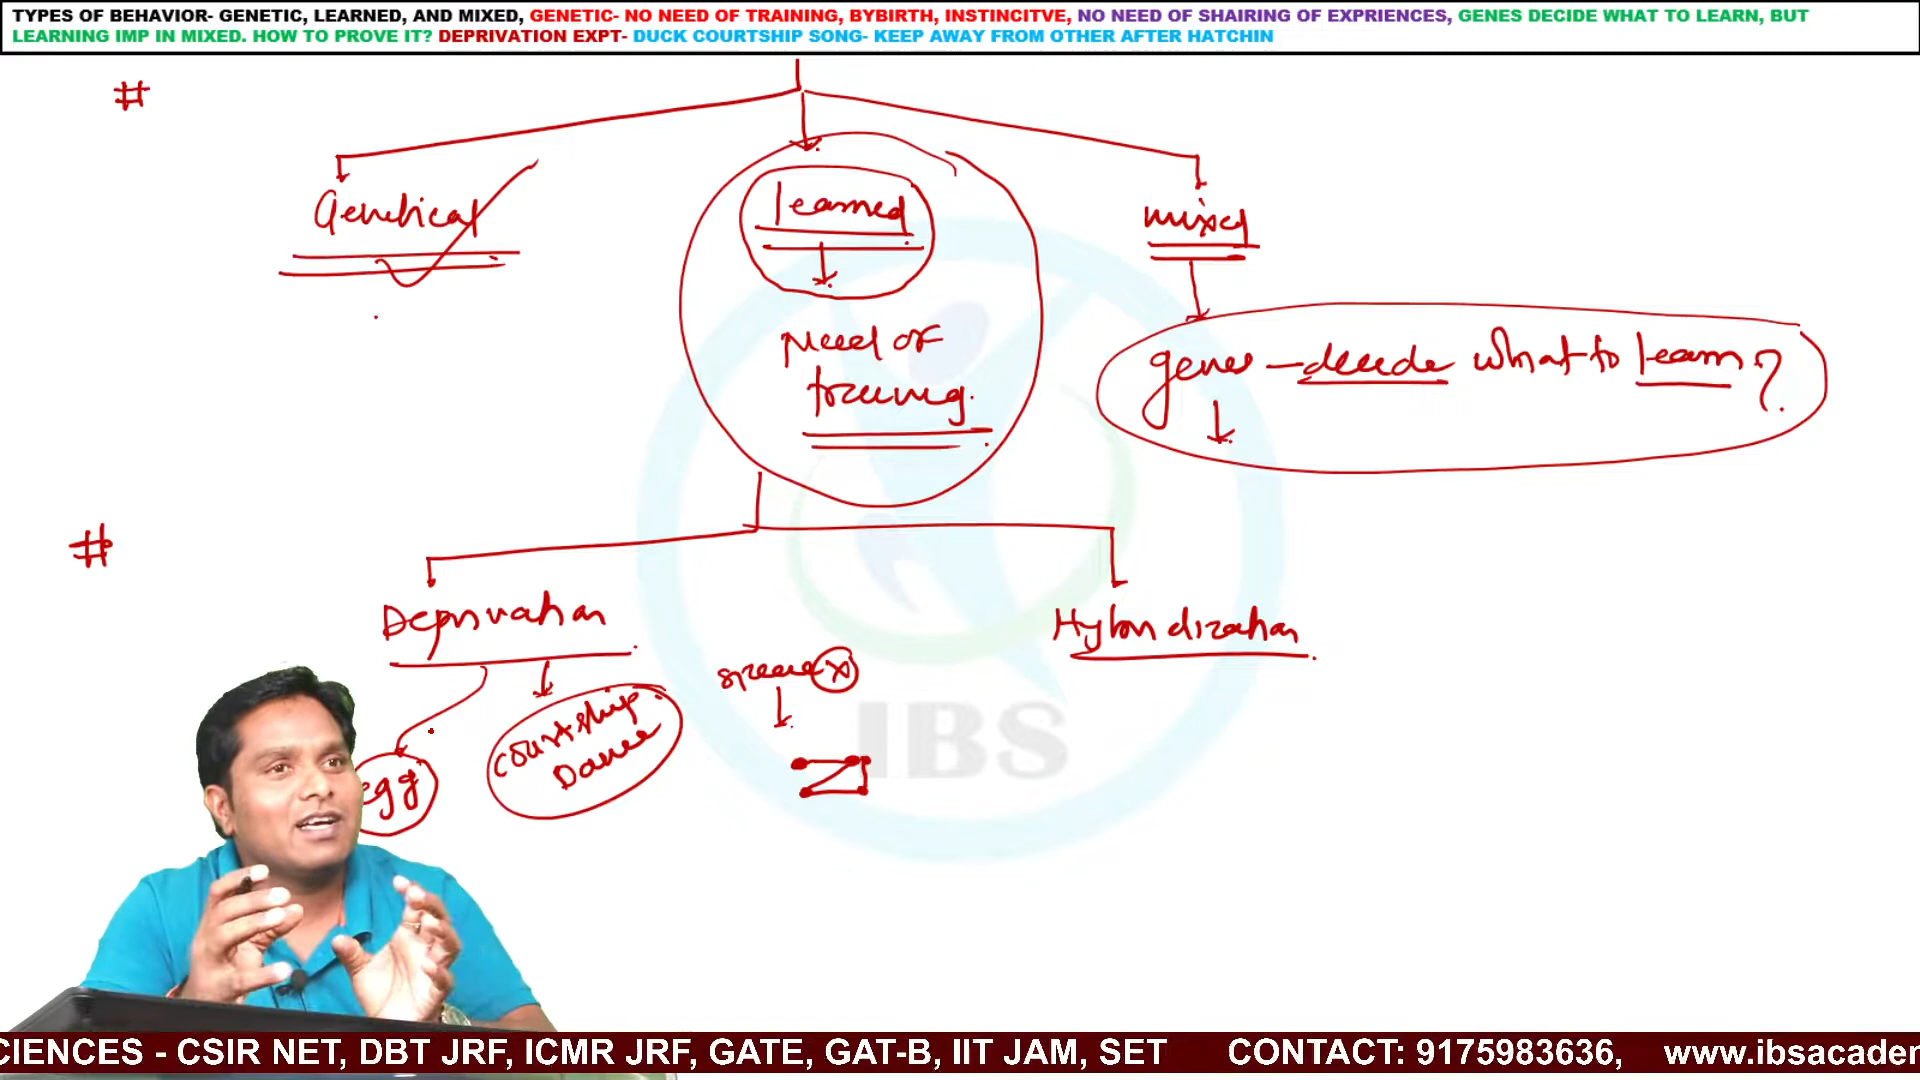 TYPES OF BEHAVIOR- GENETIC, LEARNED, AND MIXED, GENETIC- NO NEED OF TRAINING, BYBIRTH, INSTINCITVE, NO NEED OF SHAIRING OF EXPRIENCES, GENES DECIDE WHAT TO LEARN, BUT
LEARNING IMP IN MIXED. HOW TO PROVE IT? DEPRIVATION EXPT- DUCK COURTSHIP SONG- KEEP AWAY FROM OTHER AFTER HATCHIN
#
Genetical
learned
mixed
Need of
training.
genes – decide what to learn?
#
Deprivation
Hybridization
species X
courtship
Dance
egg
IBS
CIENCES - CSIR NET, DBT JRF, ICMR JRF, GATE, GAT-B, IIT JAM, SET CONTACT: 9175983636, www.ibsacader